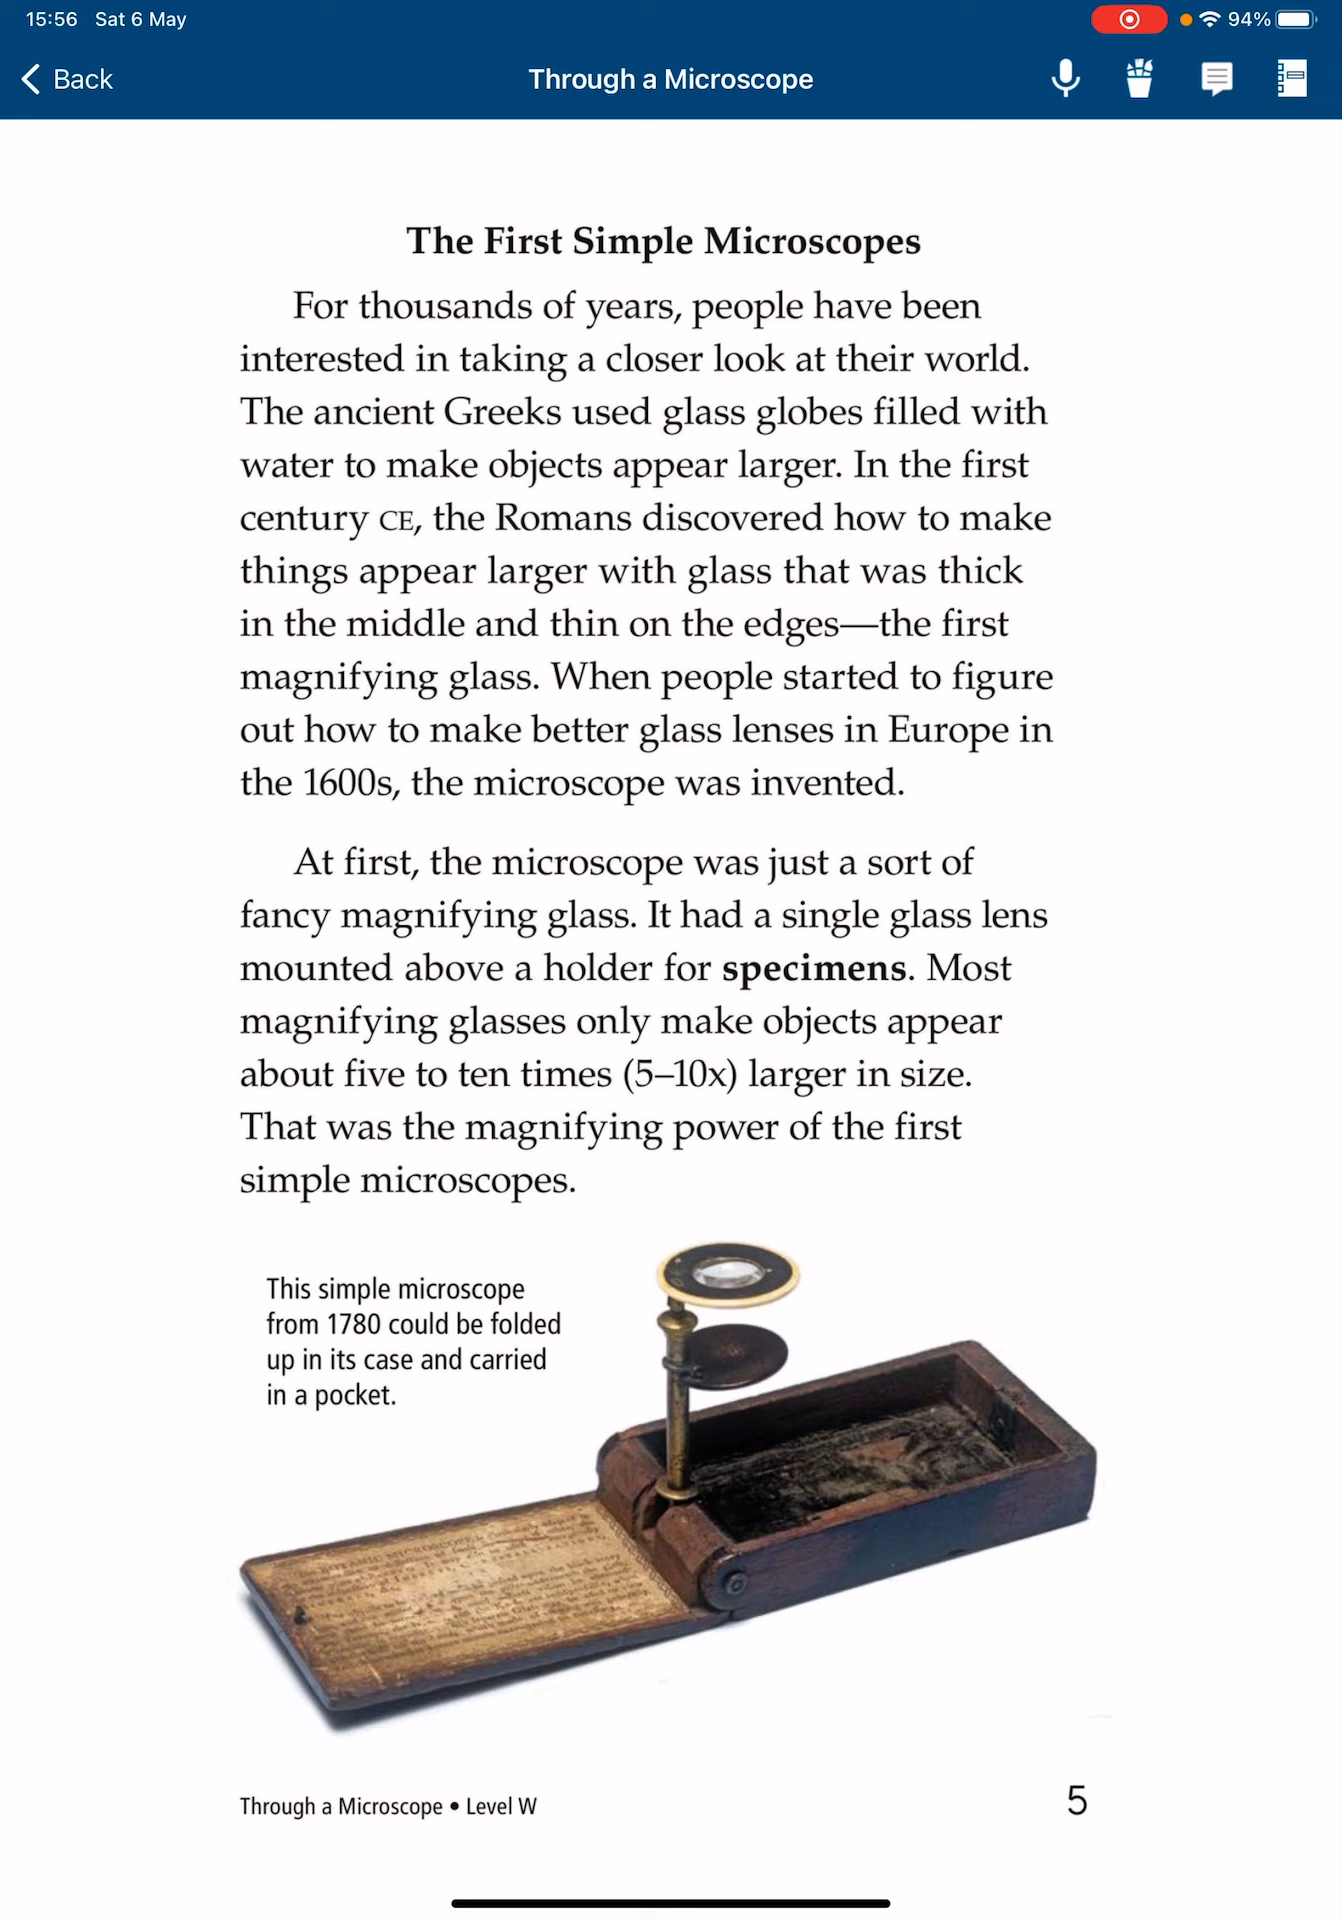 15:56 Sat 6 May
94%
Back
Through a Microscope
The First Simple Microscopes
For thousands of years, people have been
interested in taking a closer look at their world.
The ancient Greeks used glass globes filled with
water to make objects appear larger. In the first
century CE, the Romans discovered how to make
things appear larger with glass that was thick
in the middle and thin on the edges—the first
magnifying glass. When people started to figure
out how to make better glass lenses in Europe in
the 1600s, the microscope was invented.
At first, the microscope was just a sort of
fancy magnifying glass. It had a single glass lens
mounted above a holder for specimens. Most
magnifying glasses only make objects appear
about five to ten times (5–10x) larger in size.
That was the magnifying power of the first
simple microscopes.
This simple microscope
from 1780 could be folded
up in its case and carried
in a pocket.
BOTANIC MICROSCOPE
Through a Microscope • Level W
5